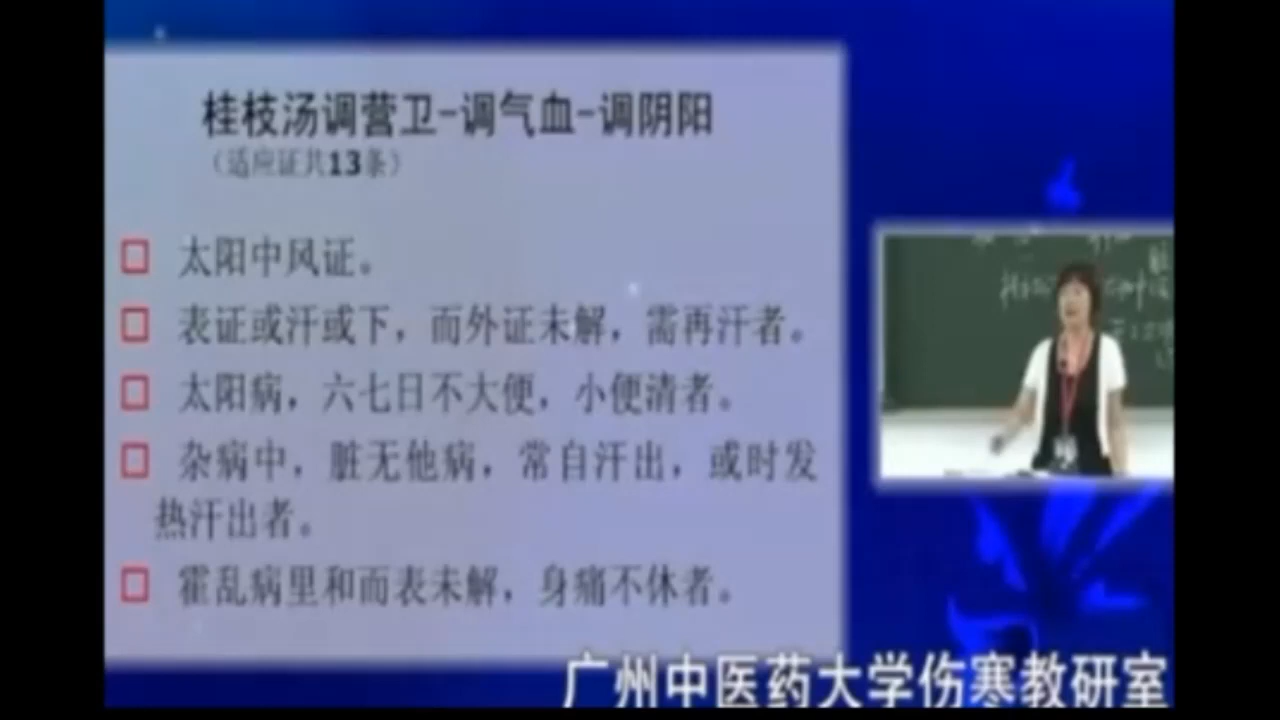 桂枝汤调营卫-调气血-调阴阳
（适应证共13条）
太阳中风证。
表证或汗或下，而外证未解，需再汗者。
太阳病，六七日不大便，小便清者。
杂病中，脏无他病，常自汗出，或时发
热汗出者。
霍乱病里和而表未解，身痛不休者。
广州中医药大学伤寒教研室